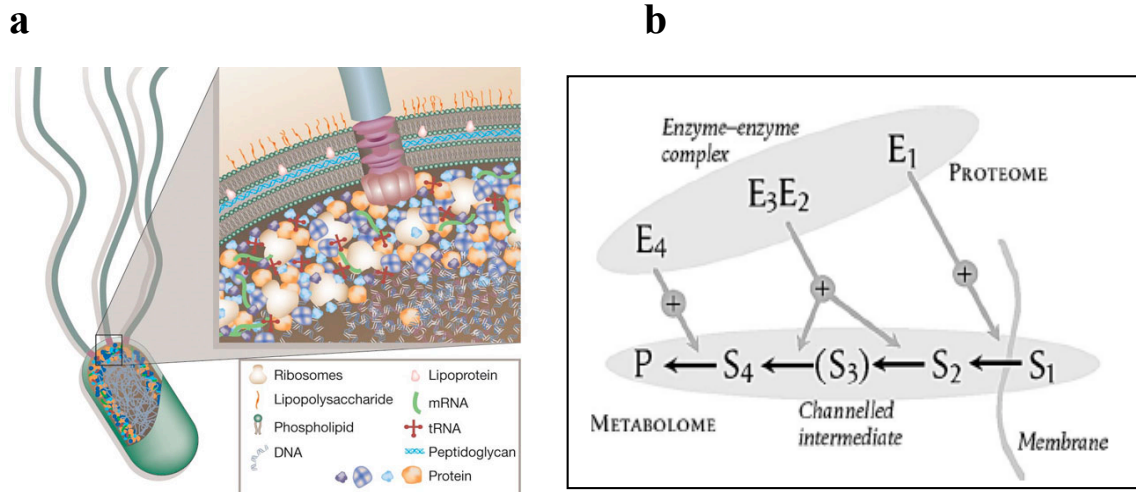 a
b
Ribosomes
Lipopolysaccharide
Phospholipid
DNA
Lipoprotein
mRNA
tRNA
Peptidoglycan
Protein
Enzyme–enzyme
complex
E₁
PROTEOME
E₃E₂
E₄
+
+
+
P
S₄
(S₃)
S₂
S₁
METABOLOME
Channelled
intermediate
Membrane